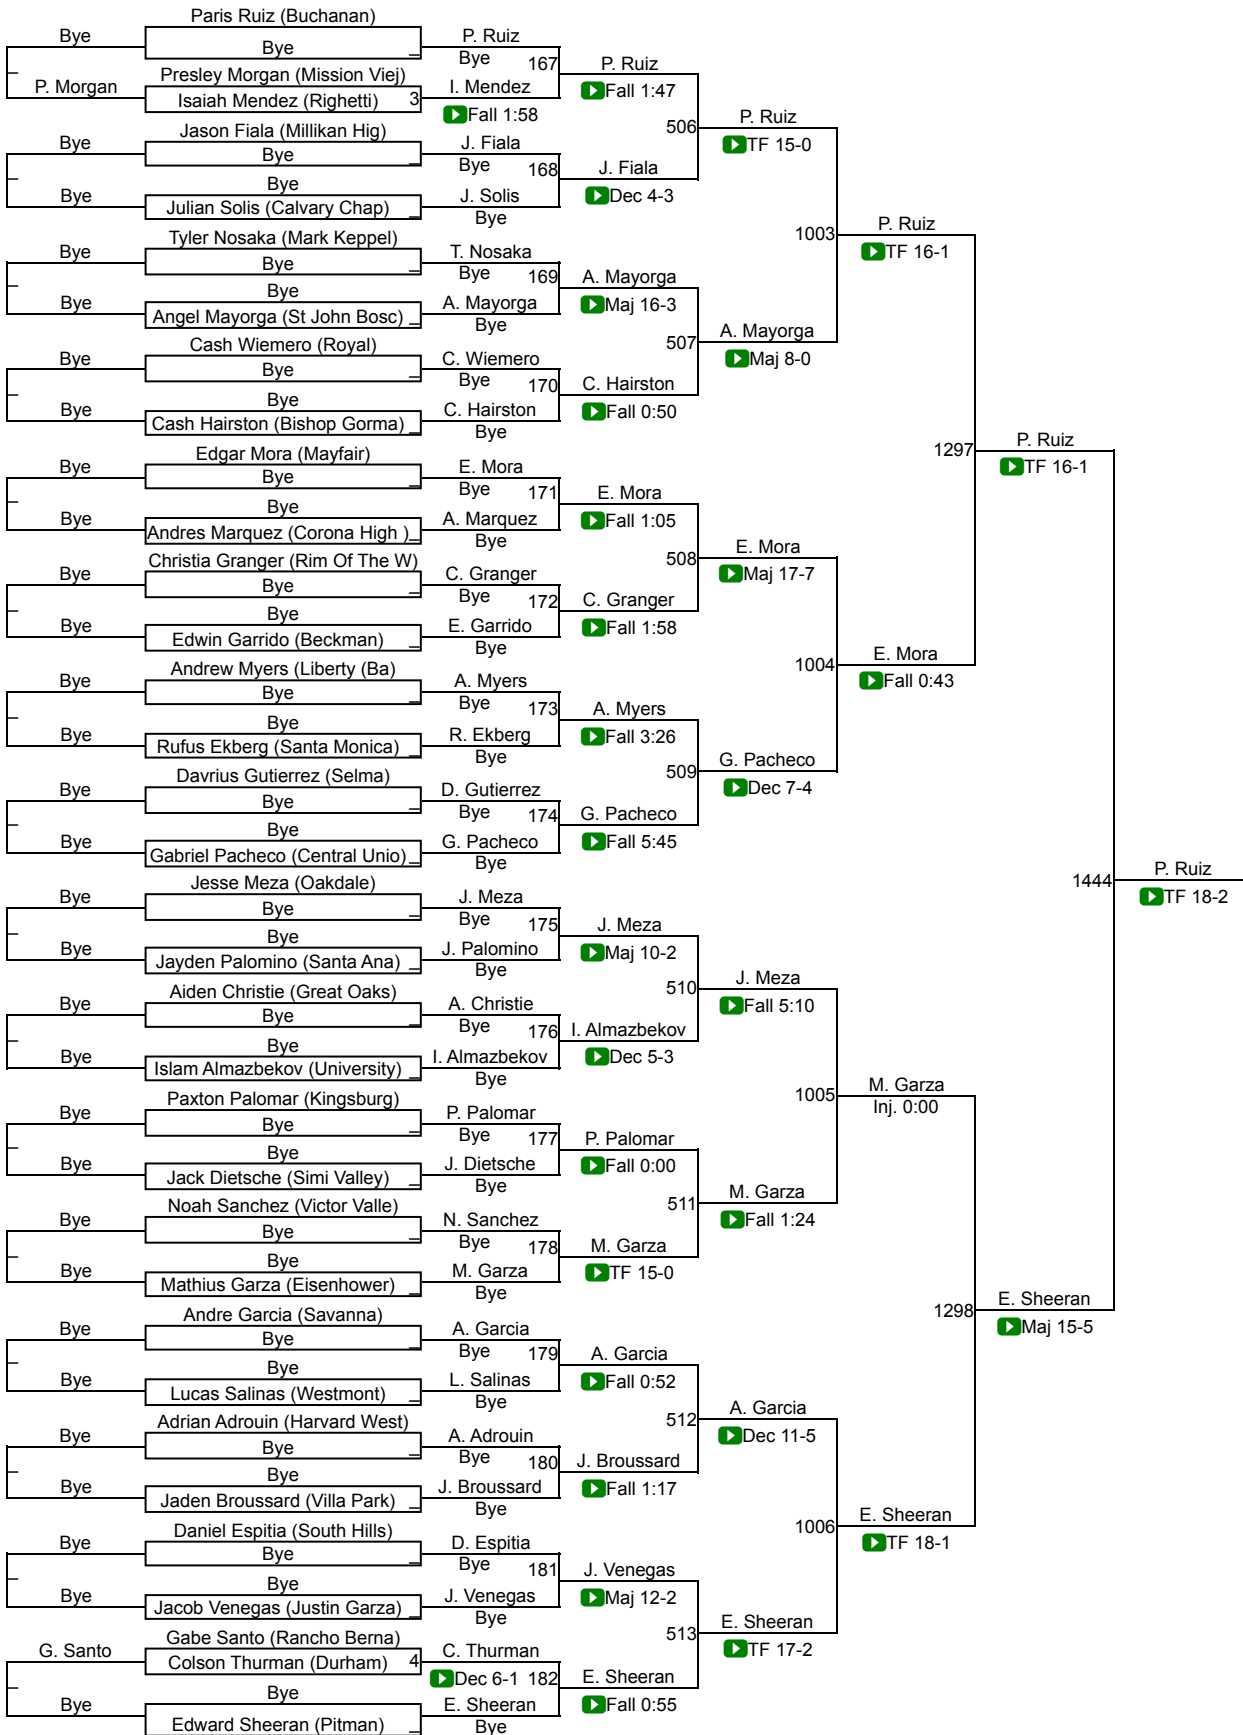 Paris Ruiz (Buchanan)
Bye
Bye _
P. Ruiz
Bye
167
P. Ruiz
Fall 1:47
_
Presley Morgan (Mission Viej)
P. Morgan
Isaiah Mendez (Righetti) 3
I. Mendez
Fall 1:58
506
P. Ruiz
TF 15-0
Jason Fiala (Millikan Hig)
Bye
Bye _
J. Fiala
Bye
168
J. Fiala
Dec 4-3
_
Bye
Bye
Julian Solis (Calvary Chap) _
J. Solis
Bye
1003
P. Ruiz
TF 16-1
Tyler Nosaka (Mark Keppel)
Bye
Bye _
T. Nosaka
Bye
169
A. Mayorga
Maj 16-3
_
Bye
Bye
Angel Mayorga (St John Bosc) _
A. Mayorga
Bye
507
A. Mayorga
Maj 8-0
Cash Wiemero (Royal)
Bye
Bye _
C. Wiemero
Bye
170
C. Hairston
Fall 0:50
_
Bye
Bye
Cash Hairston (Bishop Gorma) _
C. Hairston
Bye
1297
P. Ruiz
TF 16-1
Edgar Mora (Mayfair)
Bye
Bye _
E. Mora
Bye
171
E. Mora
Fall 1:05
_
Bye
Bye
Andres Marquez (Corona High ) _
A. Marquez
Bye
508
E. Mora
Maj 17-7
Christia Granger (Rim Of The W)
Bye
Bye _
C. Granger
Bye
172
C. Granger
Fall 1:58
_
Bye
Bye
Edwin Garrido (Beckman) _
E. Garrido
Bye
1004
E. Mora
Fall 0:43
Andrew Myers (Liberty (Ba)
Bye
Bye _
A. Myers
Bye
173
A. Myers
Fall 3:26
_
Bye
Bye
Rufus Ekberg (Santa Monica) _
R. Ekberg
Bye
509
G. Pacheco
Dec 7-4
Davrius Gutierrez (Selma)
Bye
Bye _
D. Gutierrez
Bye
174
G. Pacheco
Fall 5:45
_
Bye
Bye
Gabriel Pacheco (Central Unio) _
G. Pacheco
Bye
1444
P. Ruiz
TF 18-2
Jesse Meza (Oakdale)
Bye
Bye _
J. Meza
Bye
175
J. Meza
Maj 10-2
_
Bye
Bye
Jayden Palomino (Santa Ana) _
J. Palomino
Bye
510
J. Meza
Fall 5:10
Aiden Christie (Great Oaks)
Bye
Bye _
A. Christie
Bye
176
I. Almazbekov
Dec 5-3
_
Bye
Bye
Islam Almazbekov (University) _
I. Almazbekov
Bye
1005
M. Garza
Inj. 0:00
Paxton Palomar (Kingsburg)
Bye
Bye _
P. Palomar
Bye
177
P. Palomar
Fall 0:00
_
Bye
Bye
Jack Dietsche (Simi Valley) _
J. Dietsche
Bye
511
M. Garza
Fall 1:24
Noah Sanchez (Victor Valle)
Bye
Bye _
N. Sanchez
Bye
178
M. Garza
TF 15-0
_
Bye
Bye
Mathius Garza (Eisenhower) _
M. Garza
Bye
1298
E. Sheeran
Maj 15-5
Andre Garcia (Savanna)
Bye
Bye _
A. Garcia
Bye
179
A. Garcia
Fall 0:52
_
Bye
Bye
Lucas Salinas (Westmont) _
L. Salinas
Bye
512
A. Garcia
Dec 11-5
Adrian Adrouin (Harvard West)
Bye
Bye _
A. Adrouin
Bye
180
J. Broussard
Fall 1:17
_
Bye
Bye
Jaden Broussard (Villa Park) _
J. Broussard
Bye
1006
E. Sheeran
TF 18-1
Daniel Espitia (South Hills)
Bye
Bye _
D. Espitia
Bye
181
J. Venegas
Maj 12-2
_
Bye
Bye
Jacob Venegas (Justin Garza) _
J. Venegas
Bye
513
E. Sheeran
TF 17-2
Gabe Santo (Rancho Berna)
G. Santo
Colson Thurman (Durham) 4
C. Thurman
Dec 6-1
182
E. Sheeran
Fall 0:55
_
Bye
Bye
Edward Sheeran (Pitman) _
E. Sheeran
Bye